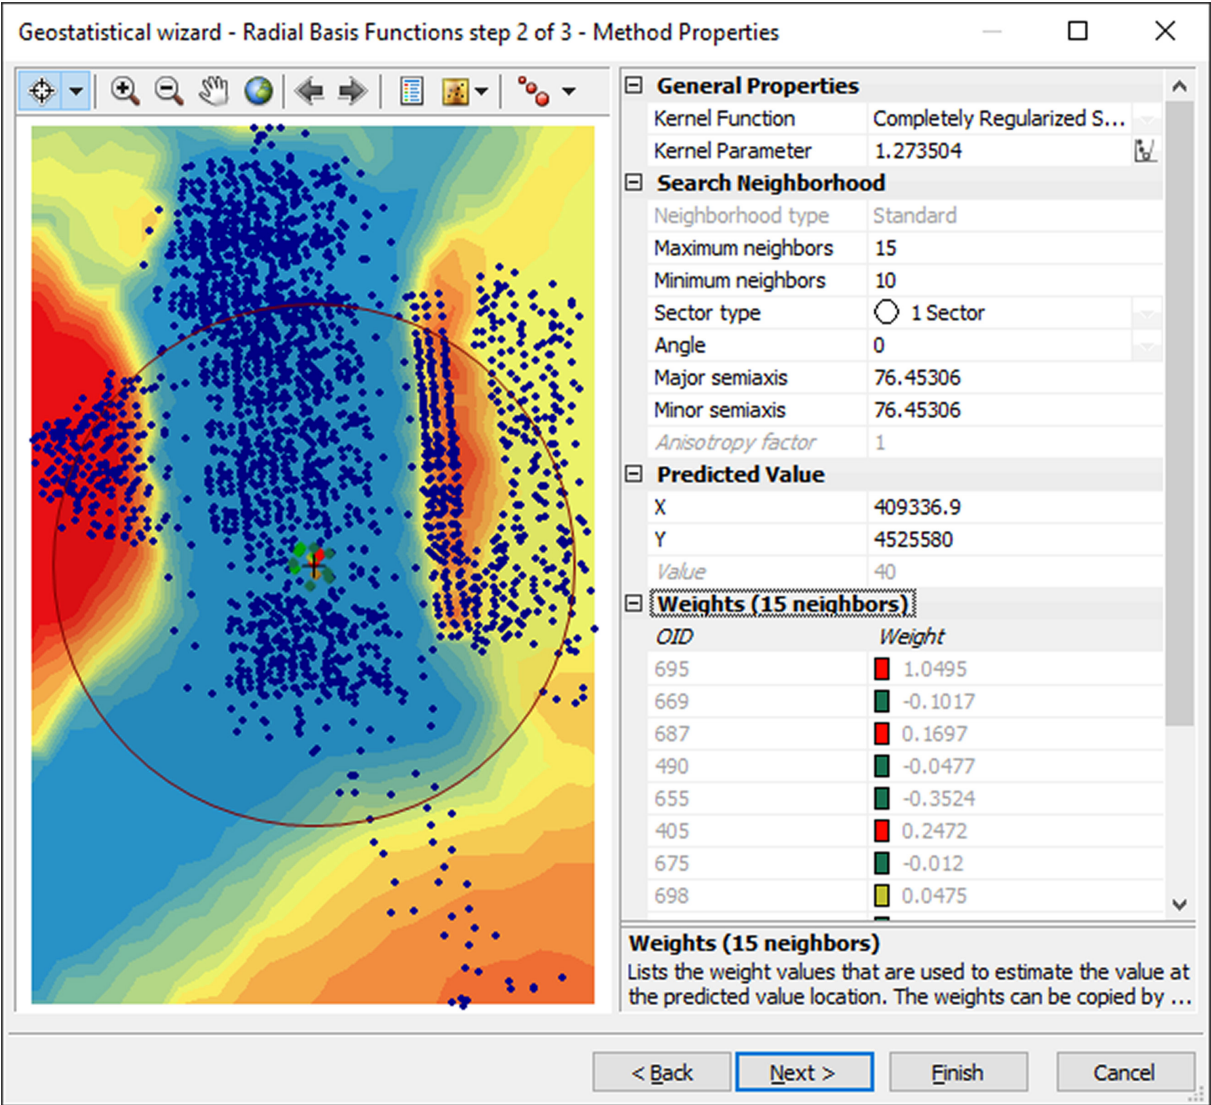 Geostatistical wizard - Radial Basis Functions step 2 of 3 - Method Properties
General Properties
Kernel Function Completely Regularized S...
Kernel Parameter 1.273504
Search Neighborhood
Neighborhood type Standard
Maximum neighbors 15
Minimum neighbors 10
Sector type 1 Sector
Angle 0
Major semiaxis 76.45306
Minor semiaxis 76.45306
Anisotropy factor 1
Predicted Value
X 409336.9
Y 4525580
Value 40
Weights (15 neighbors)
OID Weight
695 1.0495
669 -0.1017
687 0.1697
490 -0.0477
655 -0.3524
405 0.2472
675 -0.012
698 0.0475
Weights (15 neighbors)
Lists the weight values that are used to estimate the value at
the predicted value location. The weights can be copied by ...
< Back Next > Finish Cancel